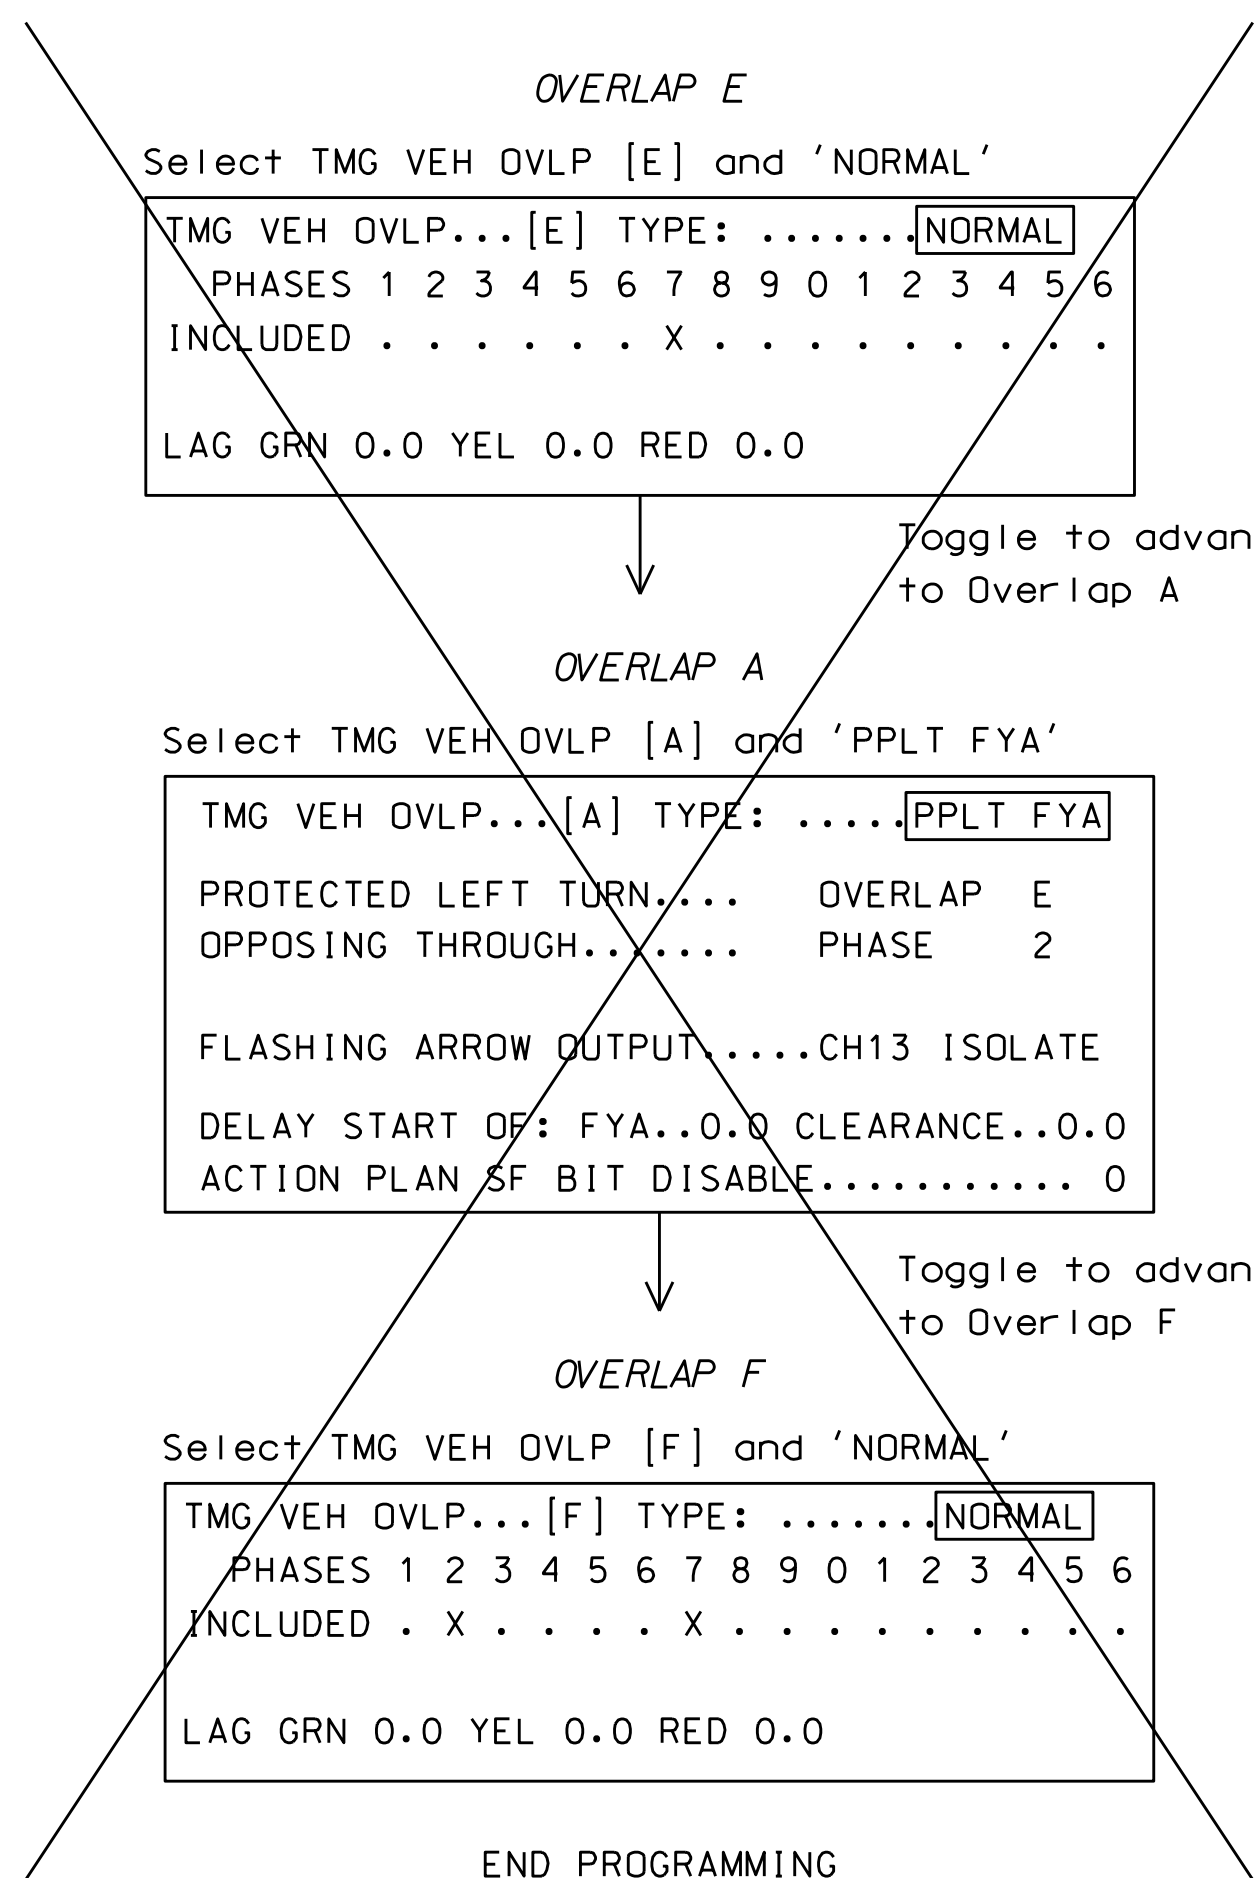 OVERLAP E
Select TMG VEH OVLP [E] and 'NORMAL'
TMG VEH OVLP...[E] TYPE: .......NORMAL
PHASES 1 2 3 4 5 6 7 8 9 0 1 2 3 4 5 6
INCLUDED . . . . . . X . . . . . . . . .
LAG GRN 0.0 YEL 0.0 RED 0.0
Toggle to advan
to Overlap A
OVERLAP A
Select TMG VEH OVLP [A] and 'PPLT FYA'
TMG VEH OVLP...[A] TYPE: .....PPLT FYA
PROTECTED LEFT TURN.... OVERLAP E
OPPOSING THROUGH....... PHASE 2
FLASHING ARROW OUTPUT.....CH13 ISOLATE
DELAY START OF: FYA..0.0 CLEARANCE..0.0
ACTION PLAN SF BIT DISABLE........... 0
Toggle to advan
to Overlap F
OVERLAP F
Select TMG VEH OVLP [F] and 'NORMAL'
TMG VEH OVLP...[F] TYPE: .......NORMAL
PHASES 1 2 3 4 5 6 7 8 9 0 1 2 3 4 5 6
INCLUDED . X . . . . X . . . . . . . . .
LAG GRN 0.0 YEL 0.0 RED 0.0
END PROGRAMMING